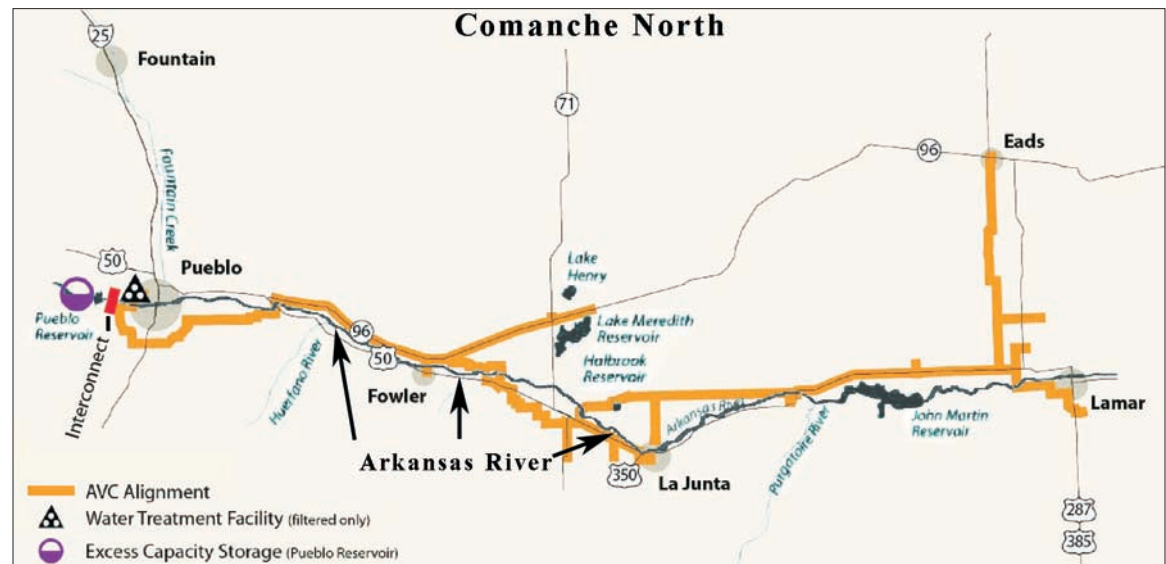 Comanche North
25
Fountain
71
96
Eads
Fountain Creek
50
Pueblo
Lake
Henry
Pueblo
Reservoir
Lake Meredith
Reservoir
Interconnect
Huerfano River
96
50
Halbrook
Reservoir
Fowler
Arkansas River
John Martin
Reservoir
Lamar
Arkansas River
350
La Junta
Purgatoire River
AVC Alignment
287
Water Treatment Facility (filtered only)
385
Excess Capacity Storage (Pueblo Reservoir)